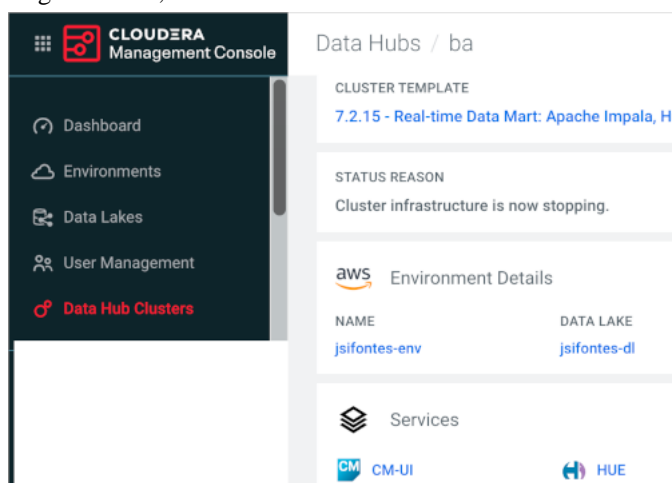 CLOUDERA
Management Console
Dashboard
Environments
Data Lakes
User Management
Data Hub Clusters
Data Hubs / ba
CLUSTER TEMPLATE
7.2.15 - Real-time Data Mart: Apache Impala, H
STATUS REASON
Cluster infrastructure is now stopping.
aws Environment Details
NAME DATA LAKE
jsifontes-env jsifontes-dl
Services
CM CM-UI HUE